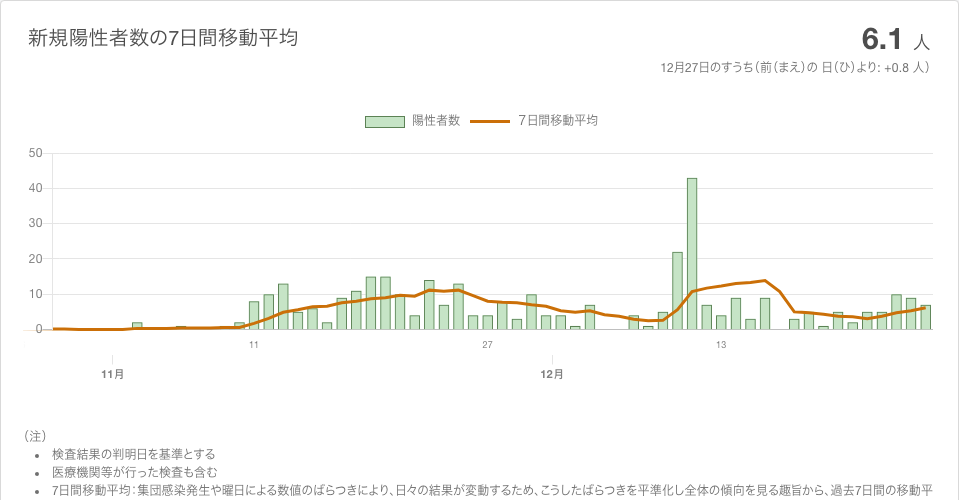 新規陽性者数の7日間移動平均
6.1 人
12月27日のすうち（前（まえ）の 日（ひ）より: +0.8 人）
陽性者数 7日間移動平均
50
40
30
20
10
0
11 27 13
11月 12月
（注）
• 検査結果の判明日を基準とする
• 医療機関等が行った検査も含む
• 7日間移動平均：集団感染発生や曜日による数値のばらつきにより、日々の結果が変動するため、こうしたばらつきを平準化し全体の傾向を見る趣旨から、過去7日間の移動平